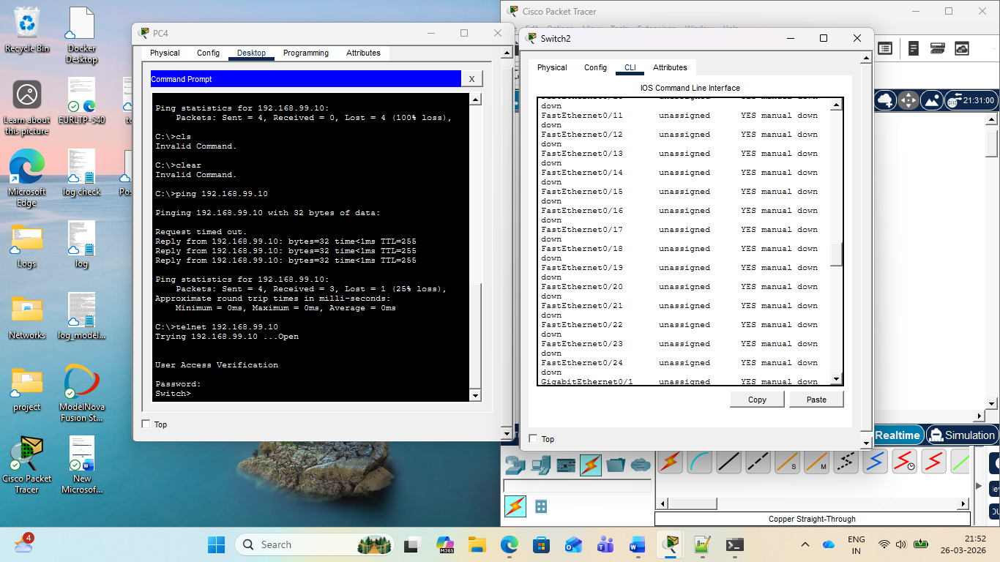 Recycle Bin
Docker
Desktop
Learn about
this picture
EURLTP-540
Microsoft
Edge
log check
Logs
log
Networks
log_model...
project
ModelNova
Fusion St...
Cisco Packet
Tracer
New
Microsof...
PC4
Physical Config Desktop Programming Attributes
Command Prompt
X
Ping statistics for 192.168.99.10:
Packets: Sent = 4, Received = 0, Lost = 4 (100% loss),
C:\>cls
Invalid Command.
C:\>clear
Invalid Command.
C:\>ping 192.168.99.10
Pinging 192.168.99.10 with 32 bytes of data:
Request timed out.
Reply from 192.168.99.10: bytes=32 time<1ms TTL=255
Reply from 192.168.99.10: bytes=32 time<1ms TTL=255
Reply from 192.168.99.10: bytes=32 time<1ms TTL=255
Ping statistics for 192.168.99.10:
Packets: Sent = 4, Received = 3, Lost = 1 (25% loss),
Approximate round trip times in milli-seconds:
Minimum = 0ms, Maximum = 0ms, Average = 0ms
C:\>telnet 192.168.99.10
Trying 192.168.99.10 ...Open
User Access Verification
Password:
Switch>
Top
Cisco Packet Tracer
21:31:00
Switch2
Physical Config CLI Attributes
IOS Command Line Interface
down
FastEthernet0/11 unassigned YES manual down
down
FastEthernet0/12 unassigned YES manual down
down
FastEthernet0/13 unassigned YES manual down
down
FastEthernet0/14 unassigned YES manual down
down
FastEthernet0/15 unassigned YES manual down
down
FastEthernet0/16 unassigned YES manual down
down
FastEthernet0/17 unassigned YES manual down
down
FastEthernet0/18 unassigned YES manual down
down
FastEthernet0/19 unassigned YES manual down
down
FastEthernet0/20 unassigned YES manual down
down
FastEthernet0/21 unassigned YES manual down
down
FastEthernet0/22 unassigned YES manual down
down
FastEthernet0/23 unassigned YES manual down
down
FastEthernet0/24 unassigned YES manual down
down
GigabitEthernet0/1 unassigned YES manual down
Copy Paste
Top
Realtime Simulation
S
M
Copper Straight-Through
4
Search
M365
ENG
IN
21:52
26-03-2026